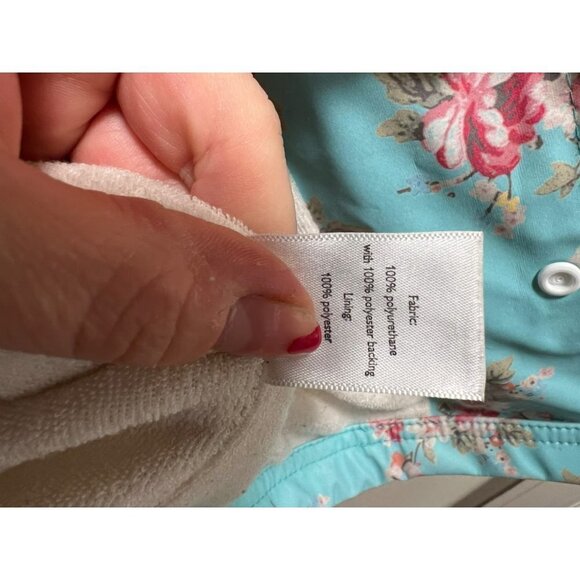 Fabric:
100% polyurethane
with 100% polyester backing
Lining:
100% polyester